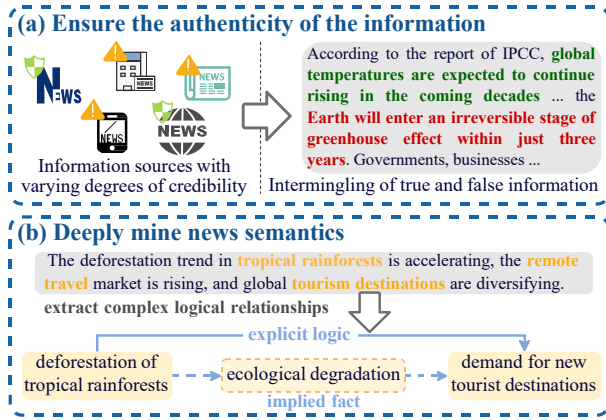 (a) Ensure the authenticity of the information
NEWS
NEWS
NEWS
NEWS
NEWS
Information sources with
varying degrees of credibility
According to the report of IPCC, global
temperatures are expected to continue
rising in the coming decades ... the
Earth will enter an irreversible stage of
greenhouse effect within just three
years. Governments, businesses ...
Intermingling of true and false information
(b) Deeply mine news semantics
The deforestation trend in tropical rainforests is accelerating, the remote
travel market is rising, and global tourism destinations are diversifying.
extract complex logical relationships
explicit logic
deforestation of
tropical rainforests
ecological degradation
demand for new
tourist destinations
implied fact